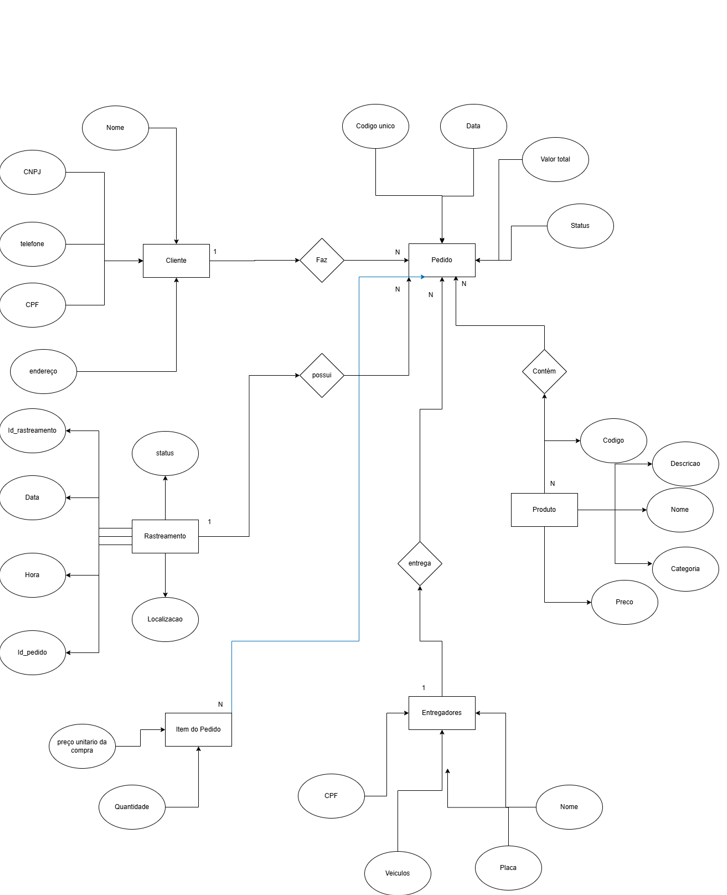 Nome
Codigo unico
Data
Valor total
CNPJ
Status
telefone
1
N
Cliente
Faz
Pedido
N
N
N
CPF
endereço
possui
Contém
Id_rastreamento
status
Codigo
Descricao
Data
N
Nome
Produto
1
Rastreamento
entrega
Categoria
Hora
Preco
Localizacao
Id_pedido
1
N
Item do Pedido
Entregadores
preço unitario da
compra
CPF
Quantidade
Nome
Placa
Veiculos